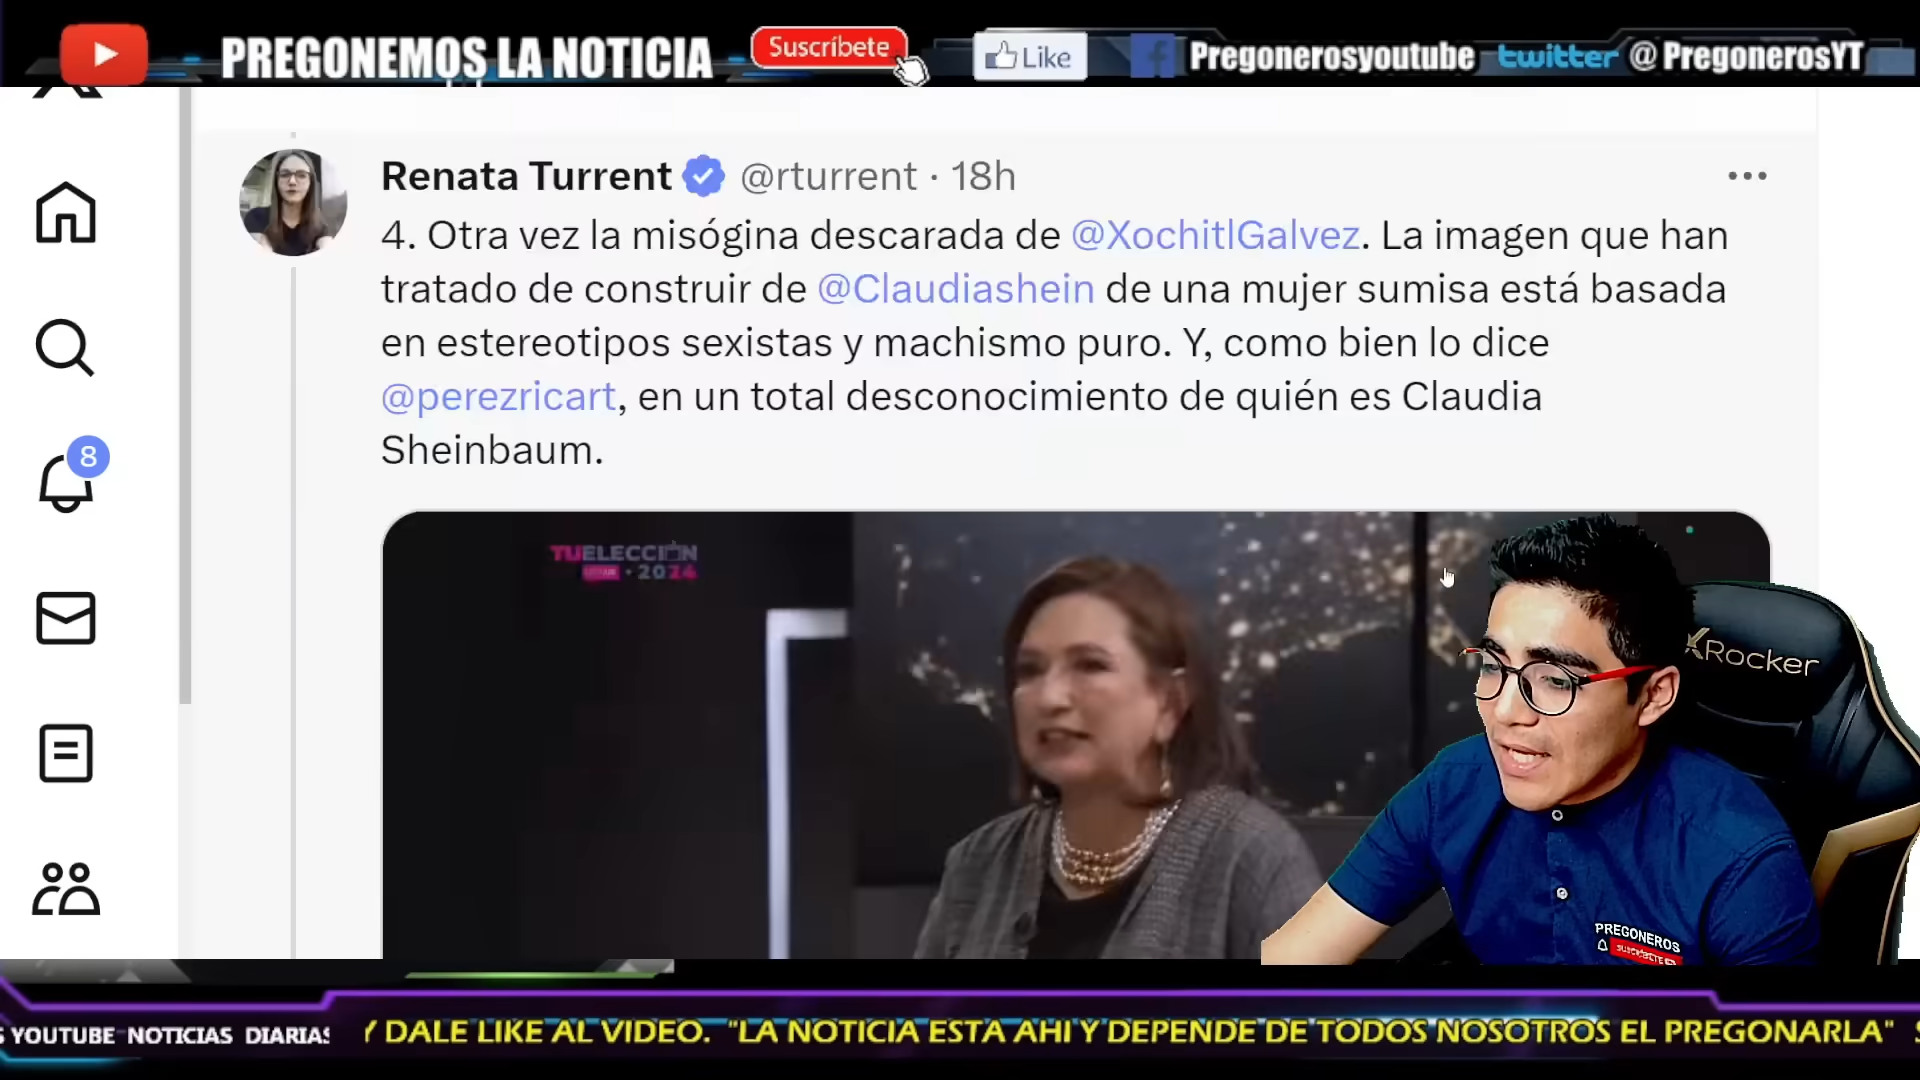 PREGONEMOS LA NOTICIA
Suscríbete
Like
Pregonerosyoutube
twitter @PregonerosYT
Renata Turrent @rturrent · 18h
4. Otra vez la misógina descarada de @XochitlGalvez. La imagen que han
tratado de construir de @Claudiashein de una mujer sumisa está basada
en estereotipos sexistas y machismo puro. Y, como bien lo dice
@perezricart, en un total desconocimiento de quién es Claudia
Sheinbaum.
8
TUELECCIÓN
• 2024
XRocker
PREGONEROS
SUSCRÍBETE
S YOUTUBE NOTICIAS DIARIAS
Y DALE LIKE AL VIDEO. "LA NOTICIA ESTA AHI Y DEPENDE DE TODOS NOSOTROS EL PREGONARLA" S